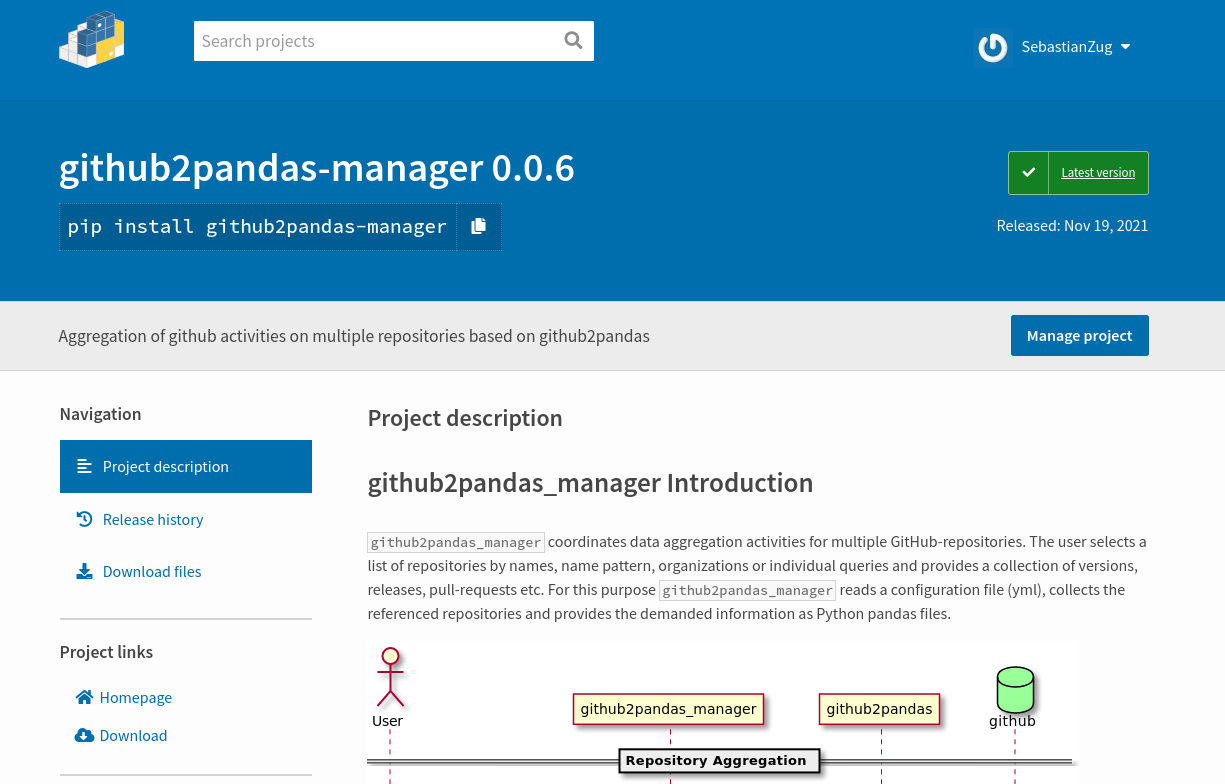 Search projects
SebastianZug
github2pandas-manager 0.0.6
pip install github2pandas-manager
Latest version
Released: Nov 19, 2021
Aggregation of github activities on multiple repositories based on github2pandas
Manage project
Navigation
Project description
Release history
Download files
Project links
Homepage
Download
Project description
github2pandas_manager Introduction
github2pandas_manager coordinates data aggregation activities for multiple GitHub-repositories. The user selects a
list of repositories by names, name pattern, organizations or individual queries and provides a collection of versions,
releases, pull-requests etc. For this purpose github2pandas_manager reads a configuration file (yml), collects the
referenced repositories and provides the demanded information as Python pandas files.
User
github2pandas_manager
github2pandas
github
Repository Aggregation